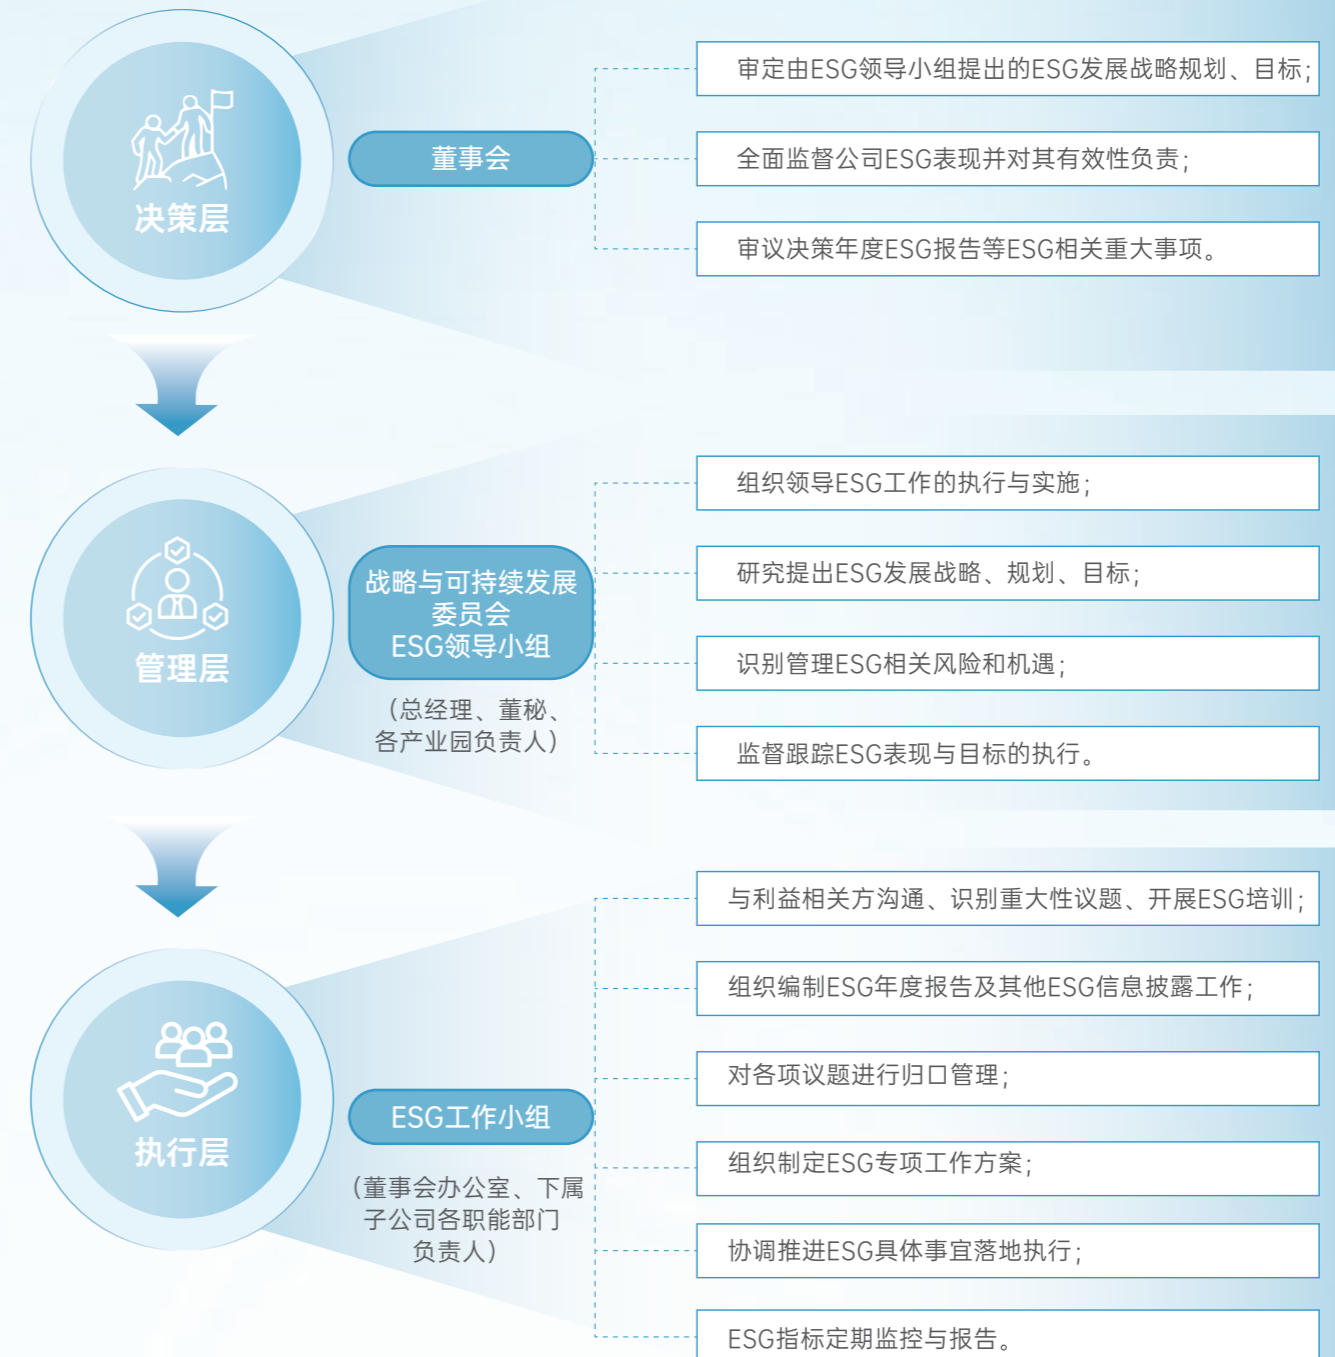 决策层
董事会
审定由ESG领导小组提出的ESG发展战略规划、目标；
全面监督公司ESG表现并对其有效性负责；
审议决策年度ESG报告等ESG相关重大事项。
管理层
战略与可持续发展
委员会
ESG领导小组
（总经理、董秘、
各产业园负责人）
组织领导ESG工作的执行与实施；
研究提出ESG发展战略、规划、目标；
识别管理ESG相关风险和机遇；
监督跟踪ESG表现与目标的执行。
执行层
ESG工作小组
（董事会办公室、下属
子公司各职能部门
负责人）
与利益相关方沟通、识别重大性议题、开展ESG培训；
组织编制ESG年度报告及其他ESG信息披露工作；
对各项议题进行归口管理；
组织制定ESG专项工作方案；
协调推进ESG具体事宜落地执行；
ESG指标定期监控与报告。